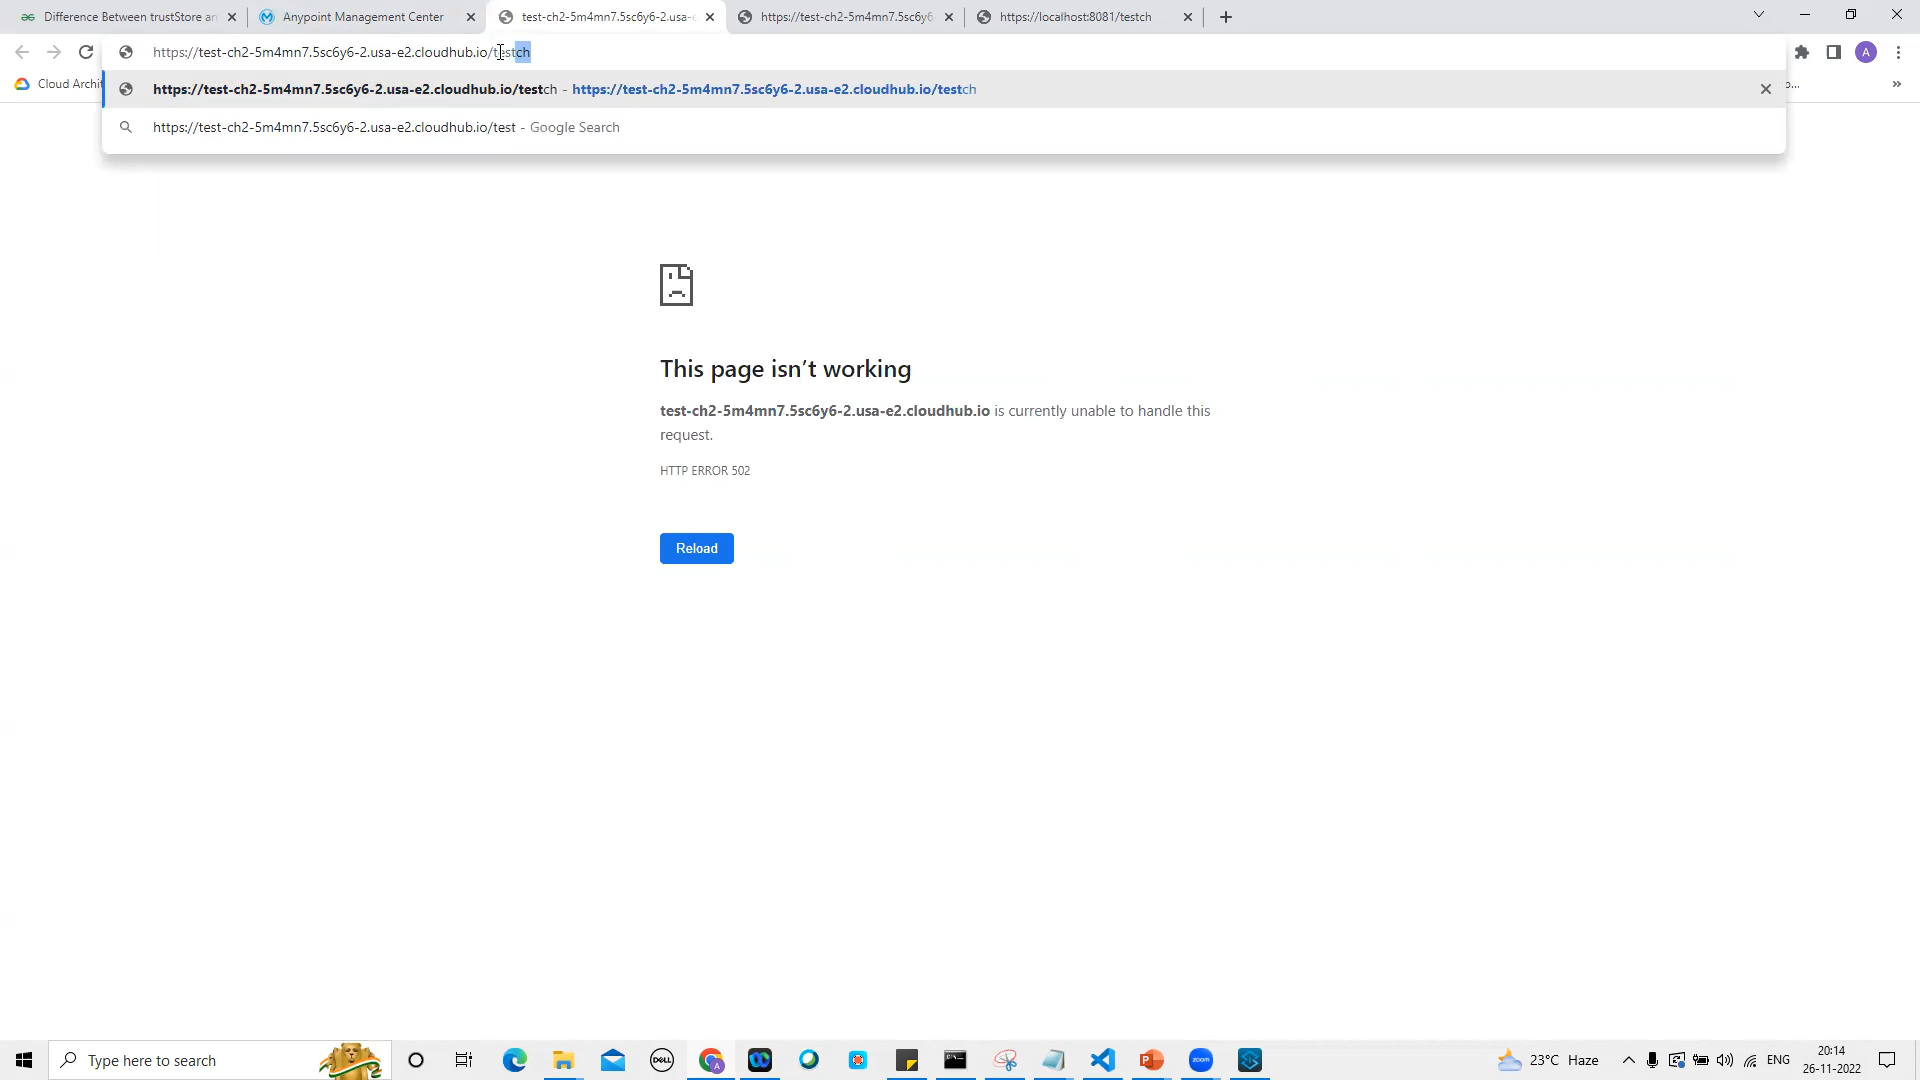 Difference Between trustStore an
Anypoint Management Center
test-ch2-5m4mn7.5sc6y6-2.usa-e
https://test-ch2-5m4mn7.5sc6y6
https://localhost:8081/testch
https://test-ch2-5m4mn7.5sc6y6-2.usa-e2.cloudhub.io/testch
A
Cloud Archit
https://test-ch2-5m4mn7.5sc6y6-2.usa-e2.cloudhub.io/testch - https://test-ch2-5m4mn7.5sc6y6-2.usa-e2.cloudhub.io/testch
o...
https://test-ch2-5m4mn7.5sc6y6-2.usa-e2.cloudhub.io/test - Google Search
This page isn’t working
test-ch2-5m4mn7.5sc6y6-2.usa-e2.cloudhub.io is currently unable to handle this
request.
HTTP ERROR 502
Reload
Type here to search
DELL
A
zoom
23°C Haze
ENG
20:14
26-11-2022